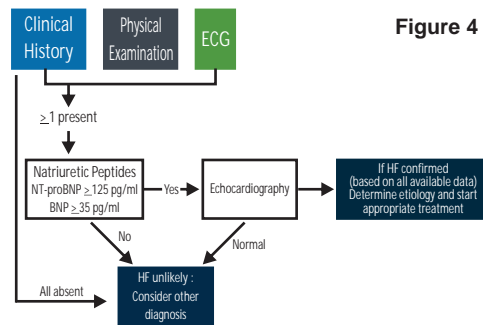 Clinical
History
Physical
Examination
ECG
Figure 4
≥1 present
Natriuretic Peptides
NT-proBNP ≥125 pg/ml
BNP ≥35 pg/ml
Yes
Echocardiography
If HF confirmed
(based on all available data)
Determine etiology and start
appropriate treatment
No
Normal
HF unlikely :
Consider other
diagnosis
All absent